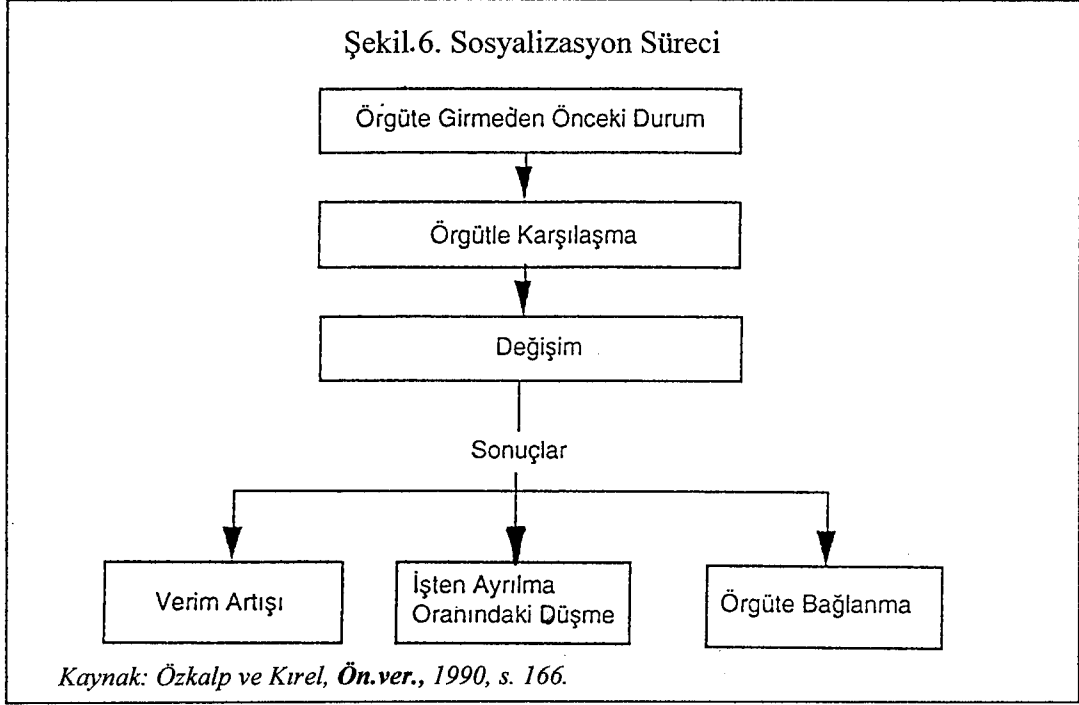 Şekil.6. Sosyalizasyon Süreci
Örgüte Girmeden Önceki Durum
Örgütle Karşılaşma
Değişim
Sonuçlar
Verim Artışı
İşten Ayrılma
Oranındaki Düşme
Örgüte Bağlanma
Kaynak: Özkalp ve Kırel, Ön.ver., 1990, s. 166.